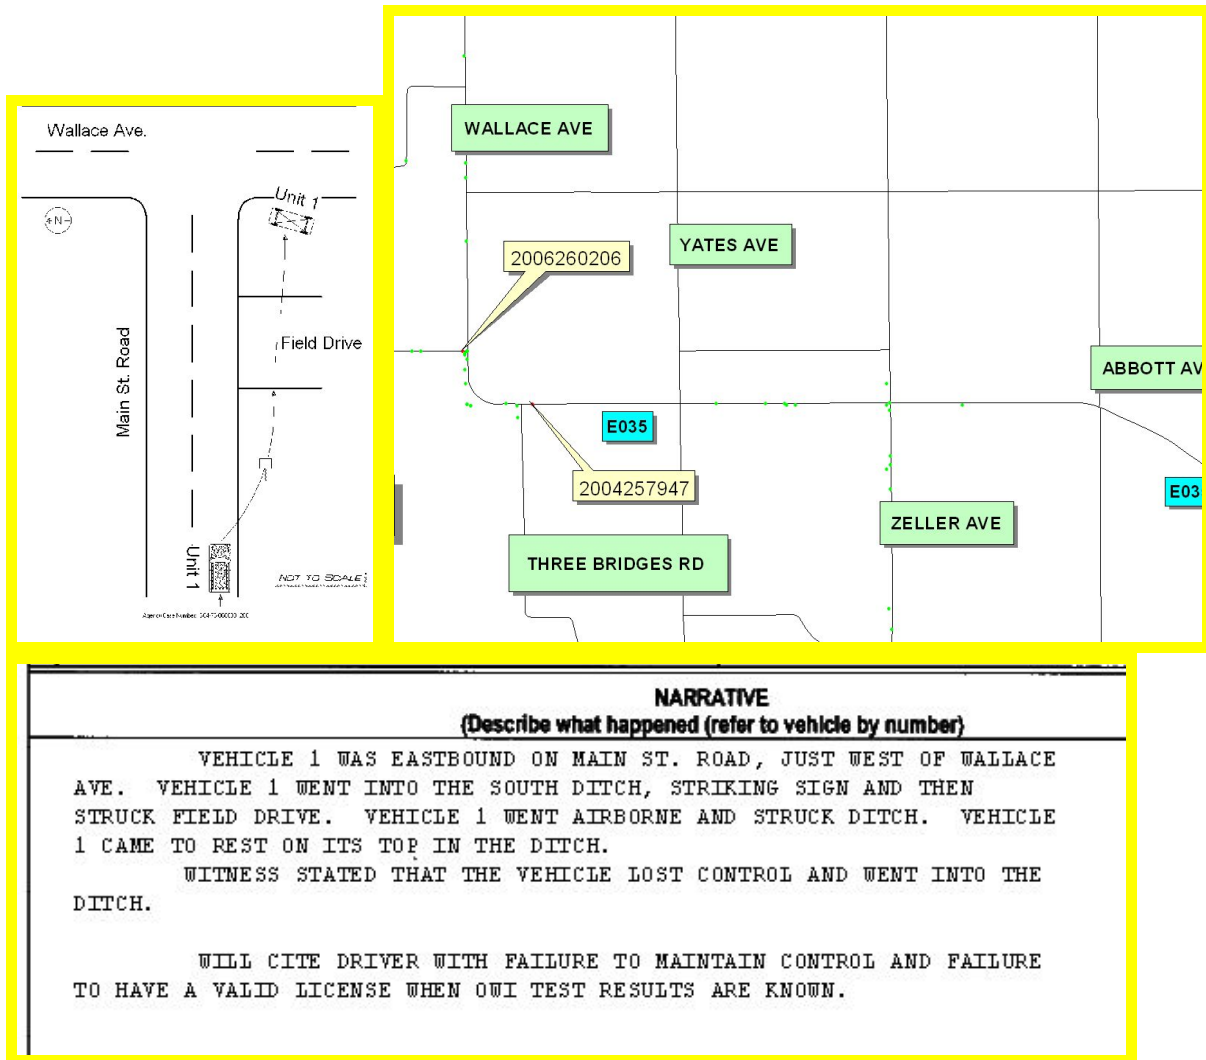 Wallace Ave.
Unit 1
N
Main St. Road
Field Drive
Unit 1
NOT TO SCALE
Agency Case Number:
WALLACE AVE
2006260206
YATES AVE
ABBOTT AV
E035
2004257947
E03
ZELLER AVE
THREE BRIDGES RD
NARRATIVE
(Describe what happened (refer to vehicle by number)
VEHICLE 1 WAS EASTBOUND ON MAIN ST. ROAD, JUST WEST OF WALLACE
AVE. VEHICLE 1 WENT INTO THE SOUTH DITCH, STRIKING SIGN AND THEN
STRUCK FIELD DRIVE. VEHICLE 1 WENT AIRBORNE AND STRUCK DITCH. VEHICLE
1 CAME TO REST ON ITS TOP IN THE DITCH.
WITNESS STATED THAT THE VEHICLE LOST CONTROL AND WENT INTO THE
DITCH.
WILL CITE DRIVER WITH FAILURE TO MAINTAIN CONTROL AND FAILURE
TO HAVE A VALID LICENSE WHEN OWI TEST RESULTS ARE KNOWN.